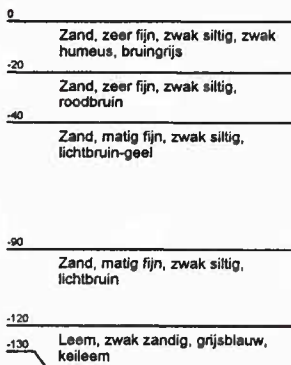 0
Zand, zeer fijn, zwak siltig, zwak
humeus, bruingrijs
-20
Zand, zeer fijn, zwak siltig,
roodbruin
-40
Zand, matig fijn, zwak siltig,
lichtbruin-geel
-90
Zand, matig fijn, zwak siltig,
lichtbruin
-120
Leem, zwak zandig, grijsblauw,
-130
keileem